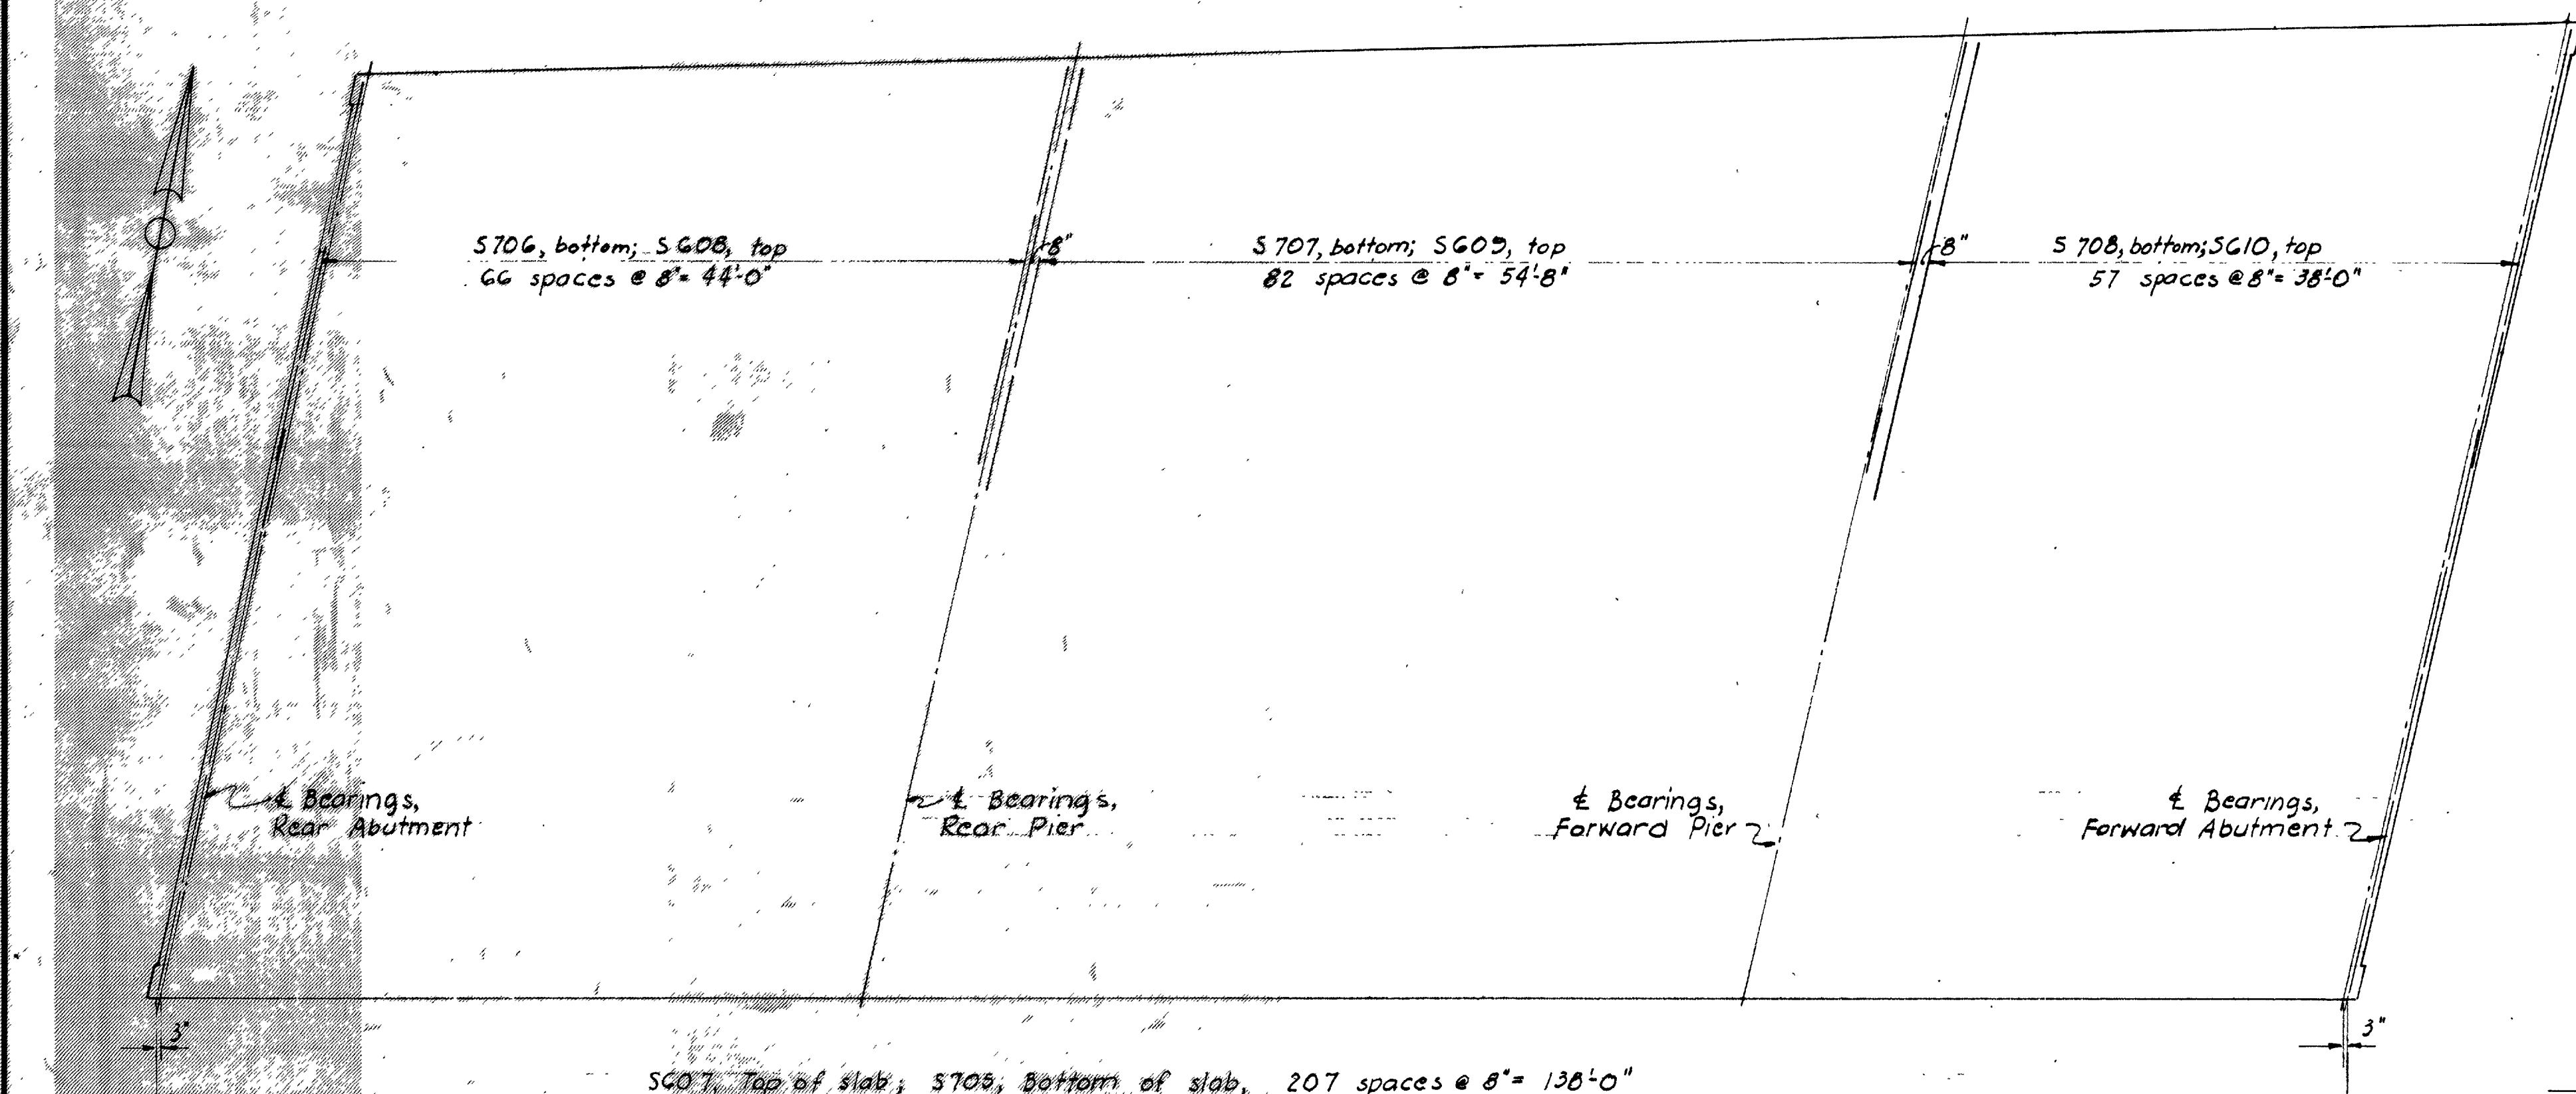 S706, bottom; S608, top
66 spaces @ 8"= 44'-0"
8"
S707, bottom; S609, top
82 spaces @ 8"= 54'-8"
8"
S708, bottom; S610, top
57 spaces @ 8"= 38'-0"
℄ Bearings,
Rear Abutment
℄ Bearings,
Rear Pier
℄ Bearings,
Forward Pier
℄ Bearings,
Forward Abutment
3"
3"
S607, Top of slab; S705, Bottom of slab, 207 spaces @ 8"= 138'-0"